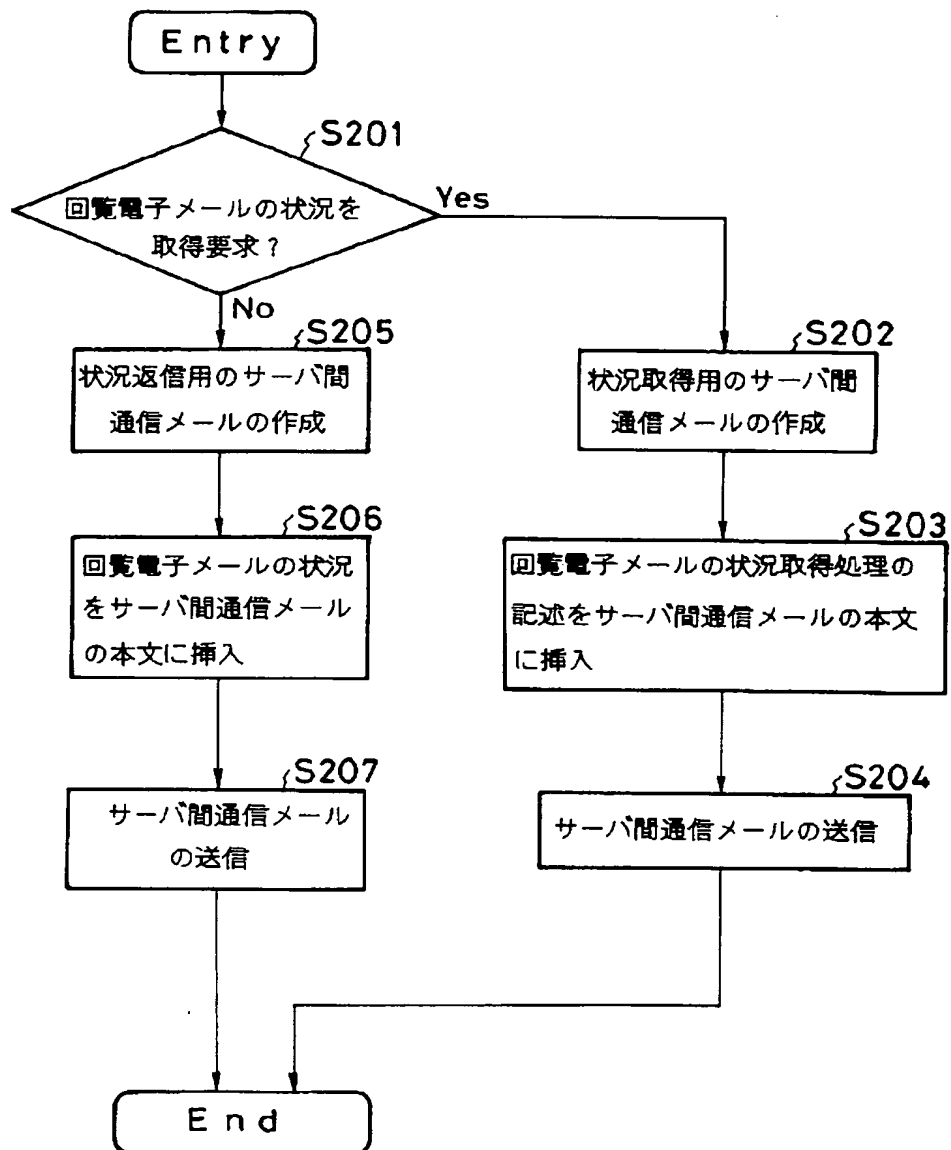 Entry
S201
回覧電子メールの状況を
取得要求？
Yes
No
S205
状況返信用のサーバ間
通信メールの作成
S202
状況取得用のサーバ間
通信メールの作成
S206
回覧電子メールの状況
をサーバ間通信メール
の本文に挿入
S203
回覧電子メールの状況取得処理の
記述をサーバ間通信メールの本文
に挿入
S207
サーバ間通信メール
の送信
S204
サーバ間通信メールの送信
End